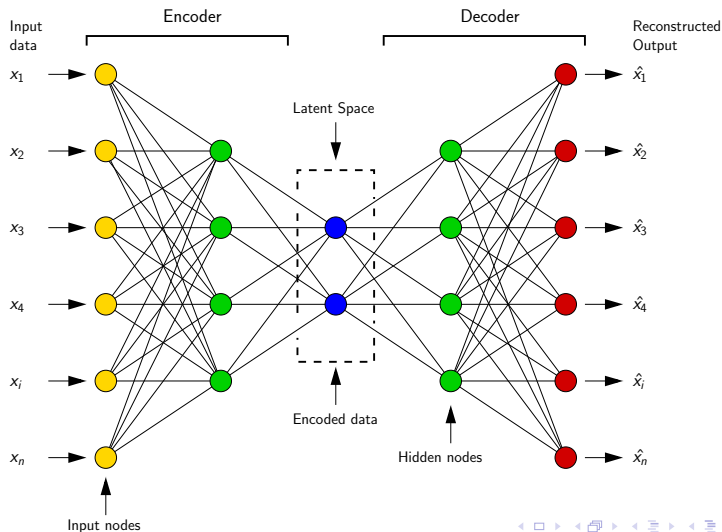 Encoder
Decoder
Input
data
Reconstructed
Output
x₁
x̂₁
Latent Space
x₂
x̂₂
x₃
x̂₃
x₄
x̂₄
xᵢ
x̂ᵢ
Encoded data
xₙ
Hidden nodes
x̂ₙ
Input nodes